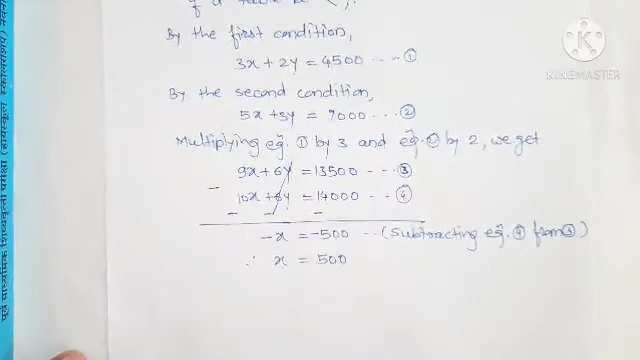 By the first condition,
3x + 2y = 4500 --- ①
By the second condition,
5x + 3y = 7000 --- ②
Multiplying eq. ① by 3 and eq. ② by 2, we get
9x + 6y = 13500 --- ③
- 10x + 6y = 14000 --- ④
- - -
-x = -500 -- (Subtracting eq. ④ from ③)
∴ x = 500
KINEMASTER